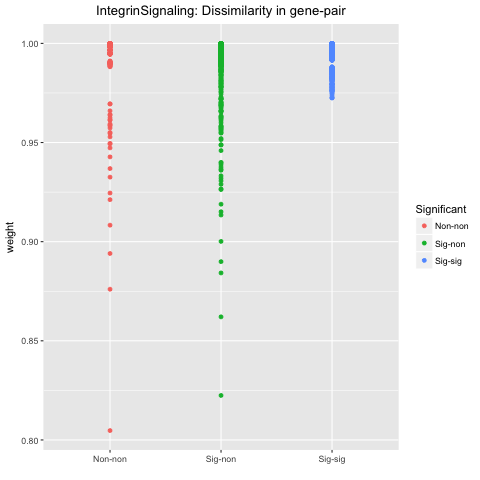 IntegrinSignaling: Dissimilarity in gene-pair
weight
1.00
0.95
0.90
0.85
0.80
Non-non
Sig-non
Sig-sig
Significant
Non-non
Sig-non
Sig-sig